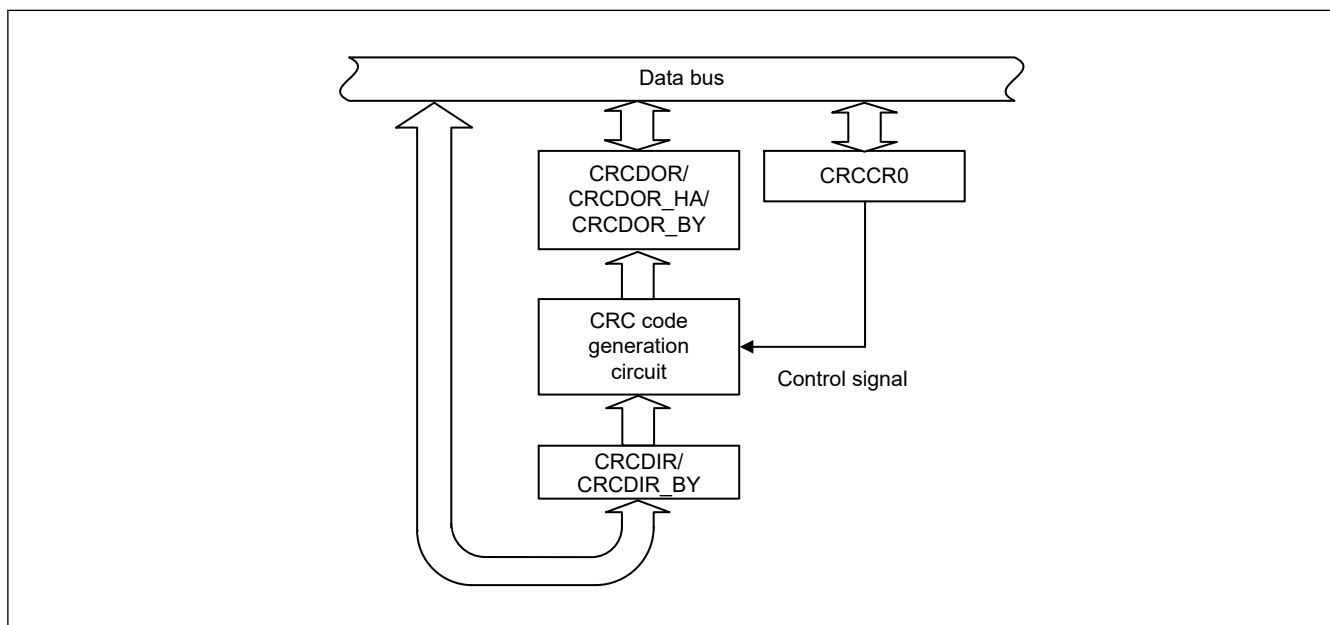 Data bus
CRCDOR/
CRCDOR_HA/
CRCDOR_BY
CRCCR0
CRC code
generation
circuit
Control signal
CRCDIR/
CRCDIR_BY